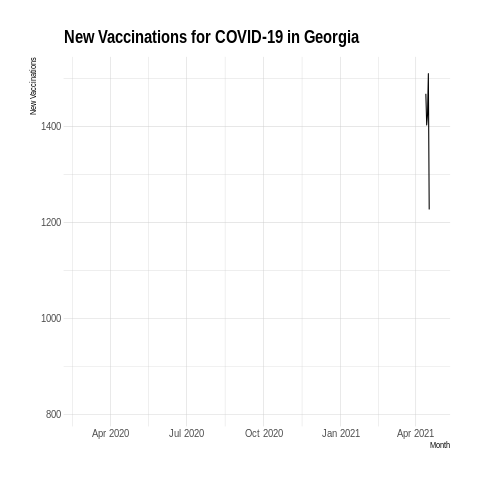 New Vaccinations for COVID-19 in Georgia
New Vaccinations
1400
1200
1000
800
Apr 2020 Jul 2020 Oct 2020 Jan 2021 Apr 2021
Month